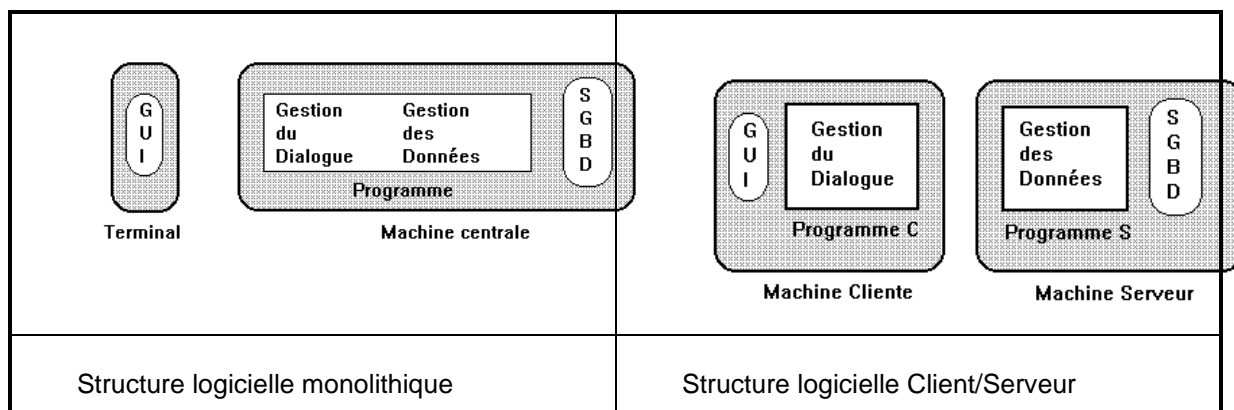 G
U
I
Gestion
du
Dialogue
Gestion
des
Données
Programme
S
G
B
D
Terminal
Machine centrale
G
U
I
Gestion
du
Dialogue
Programme C
Gestion
des
Données
Programme S
S
G
B
D
Machine Cliente
Machine Serveur
Structure logicielle monolithique
Structure logicielle Client/Serveur